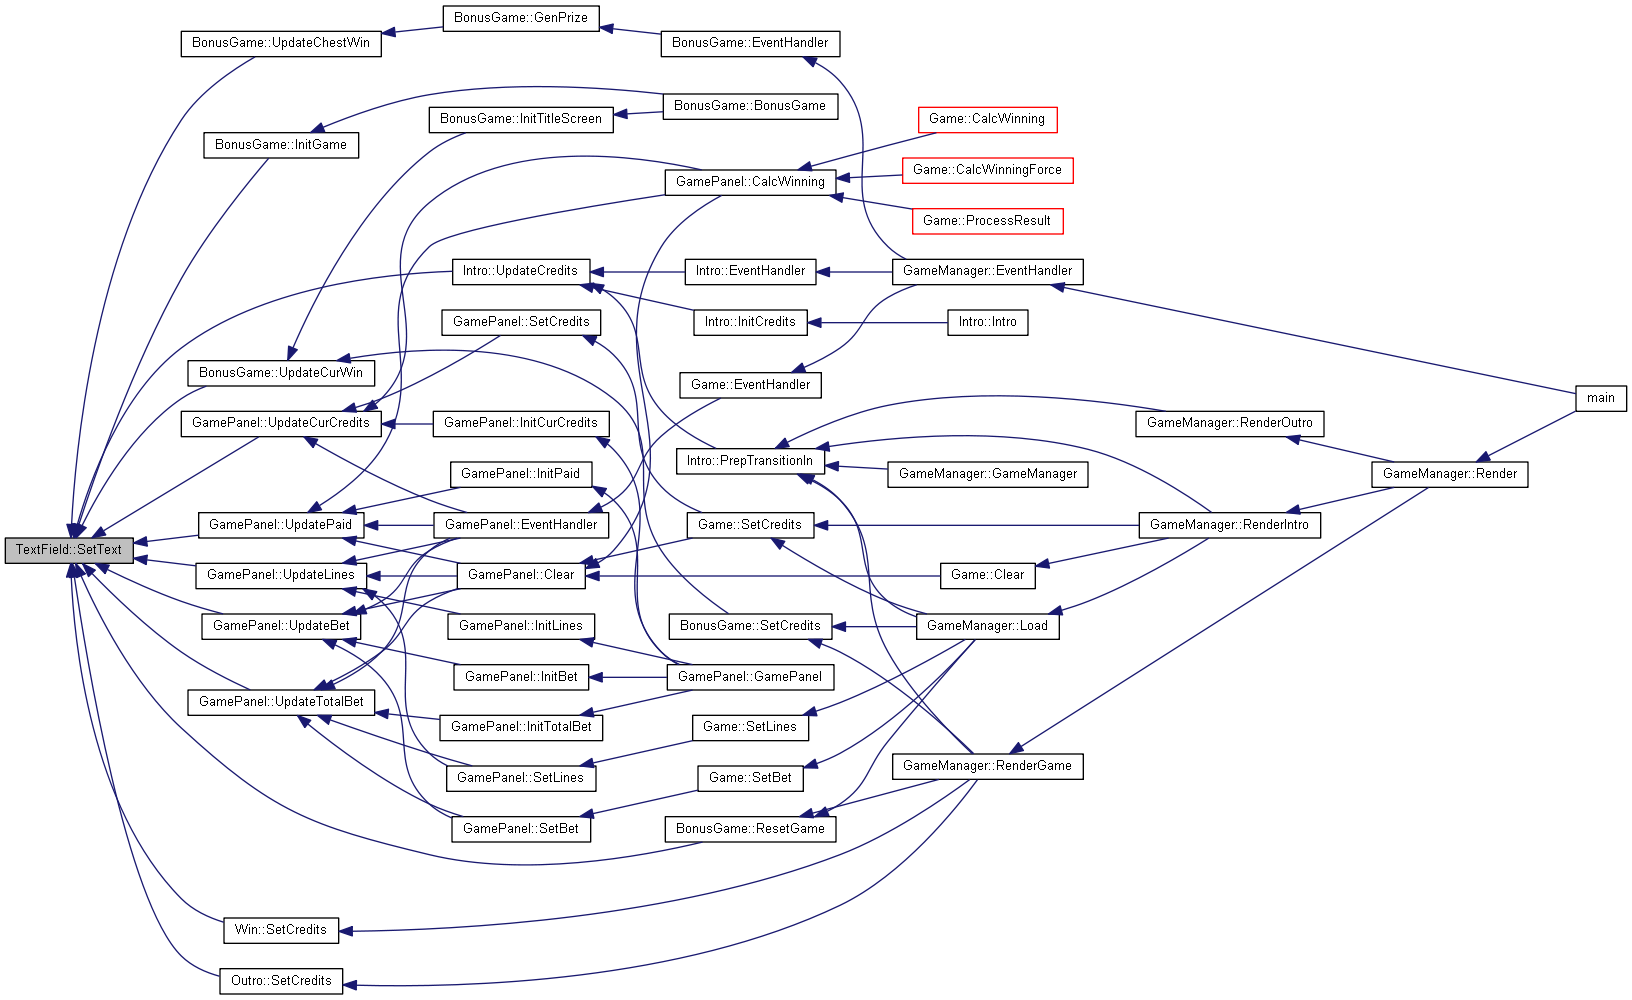 TextField::SetText
BonusGame::UpdateChestWin
BonusGame::InitGame
BonusGame::UpdateCurWin
GamePanel::UpdateCurCredits
GamePanel::UpdatePaid
GamePanel::UpdateLines
GamePanel::UpdateBet
GamePanel::UpdateTotalBet
Win::SetCredits
Outro::SetCredits
BonusGame::GenPrize
BonusGame::InitTitleScreen
Intro::UpdateCredits
GamePanel::SetCredits
GamePanel::InitCurCredits
GamePanel::InitPaid
GamePanel::EventHandler
GamePanel::Clear
GamePanel::InitLines
GamePanel::InitBet
GamePanel::InitTotalBet
GamePanel::SetLines
GamePanel::SetBet
BonusGame::EventHandler
BonusGame::BonusGame
GamePanel::CalcWinning
Intro::EventHandler
Intro::InitCredits
Game::EventHandler
Intro::PrepTransitionIn
Game::SetCredits
BonusGame::SetCredits
GamePanel::GamePanel
Game::SetLines
Game::SetBet
BonusGame::ResetGame
Game::CalcWinning
Game::CalcWinningForce
Game::ProcessResult
GameManager::EventHandler
Intro::Intro
GameManager::GameManager
Game::Clear
GameManager::Load
GameManager::RenderGame
GameManager::RenderOutro
GameManager::RenderIntro
GameManager::Render
main